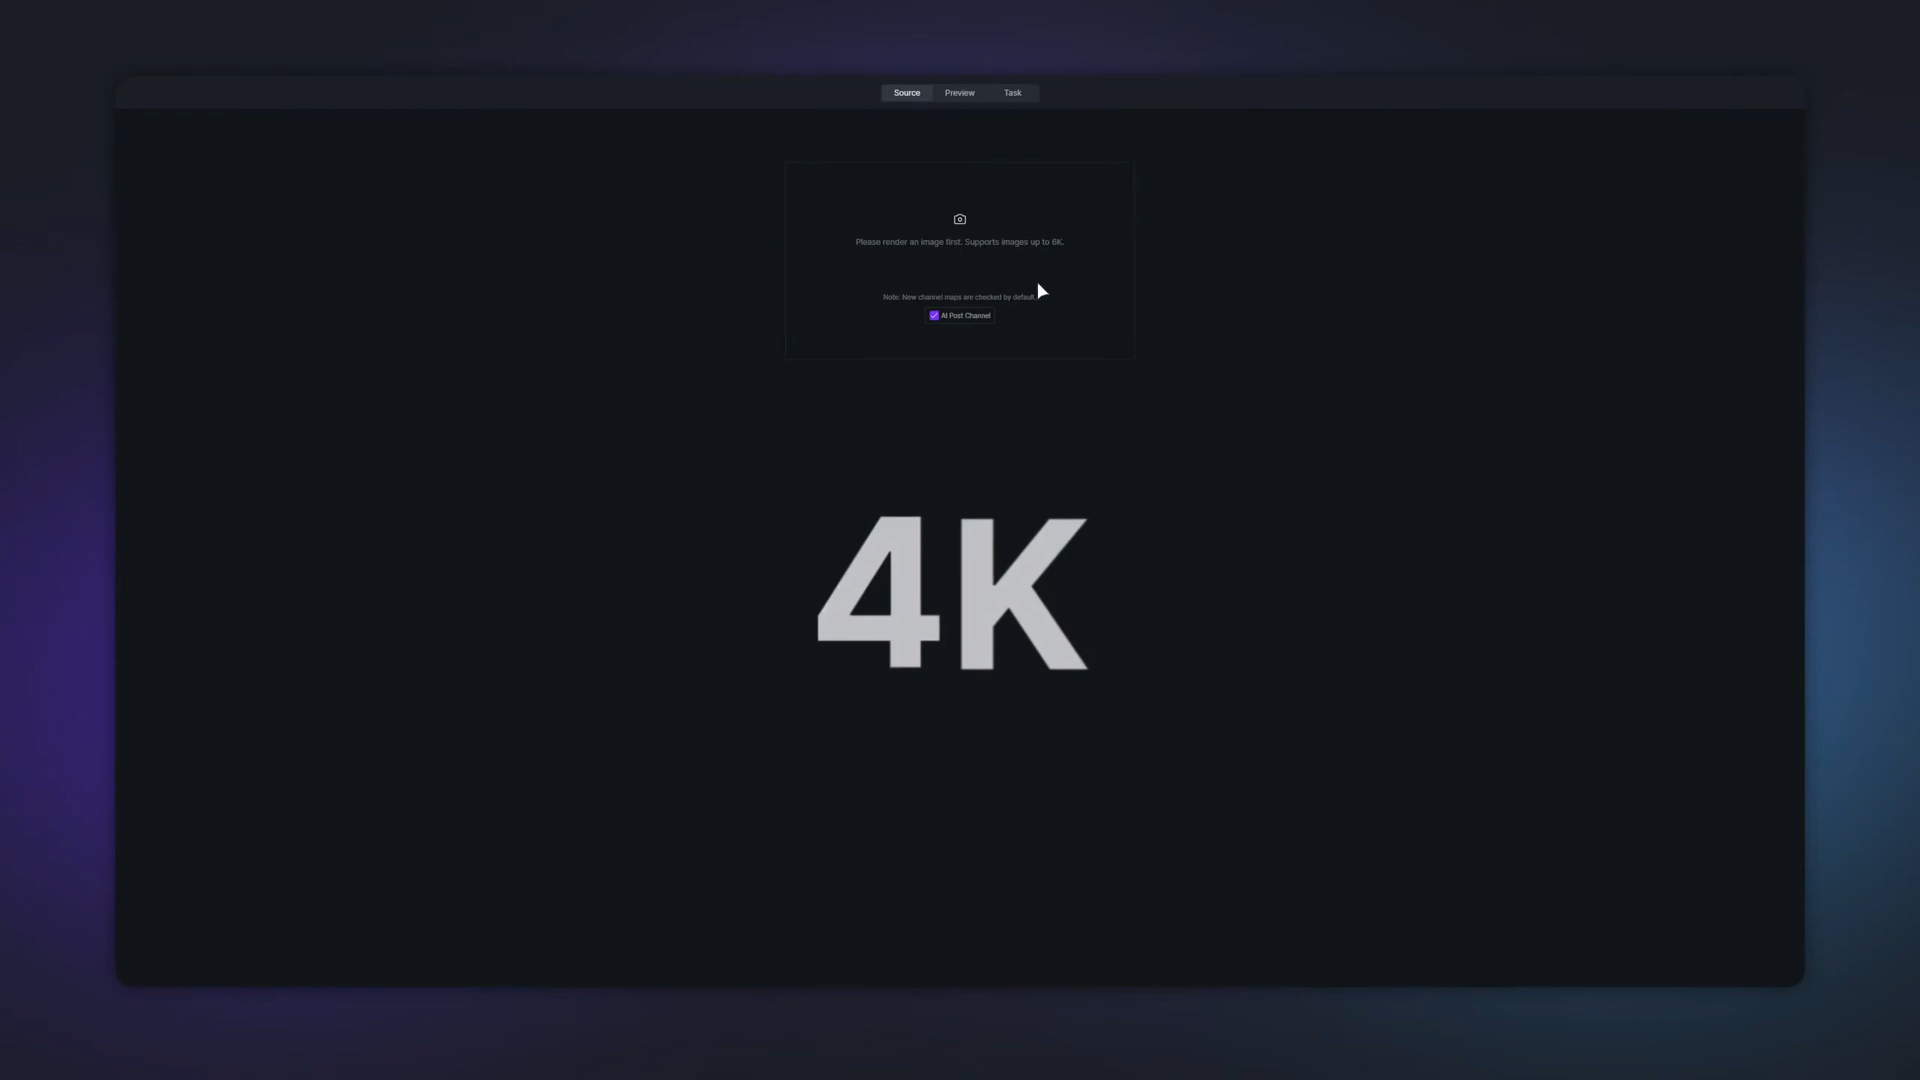 Source Preview Task
Please render an image first. Supports images up to 6K.
Note: New channel maps are checked by default.
AI Post Channel
4K